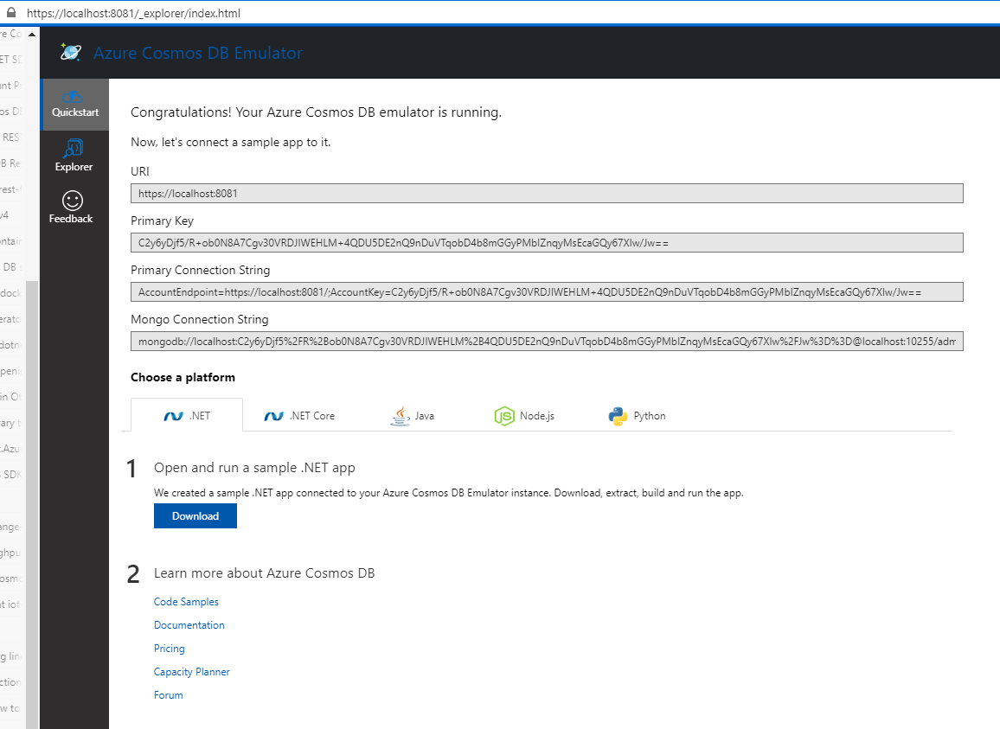 https://localhost:8081/_explorer/index.html
Azure Cosmos DB Emulator
Quickstart
Explorer
Feedback
Congratulations! Your Azure Cosmos DB emulator is running.
Now, let's connect a sample app to it.
URI
https://localhost:8081
Primary Key
C2y6yDjf5/R+ob0N8A7Cgv30VRDJIWEHLM+4QDU5DE2nQ9nDuVTqobD4b8mGGyPMbIZnqyMsEcaGQy67XIw/Jw==
Primary Connection String
AccountEndpoint=https://localhost:8081/;AccountKey=C2y6yDjf5/R+ob0N8A7Cgv30VRDJIWEHLM+4QDU5DE2nQ9nDuVTqobD4b8mGGyPMbIZnqyMsEcaGQy67XIw/Jw==
Mongo Connection String
mongodb://localhost:C2y6yDjf5%2FR%2Bob0N8A7Cgv30VRDJIWEHLM%2B4QDU5DE2nQ9nDuVTqobD4b8mGGyPMbIZnqyMsEcaGQy67XIw%2FJw%3D%3D@localhost:10255/adm
Choose a platform
.NET
.NET Core
Java
Node.js
Python
1 Open and run a sample .NET app
We created a sample .NET app connected to your Azure Cosmos DB Emulator instance. Download, extract, build and run the app.
Download
2 Learn more about Azure Cosmos DB
Code Samples
Documentation
Pricing
Capacity Planner
Forum